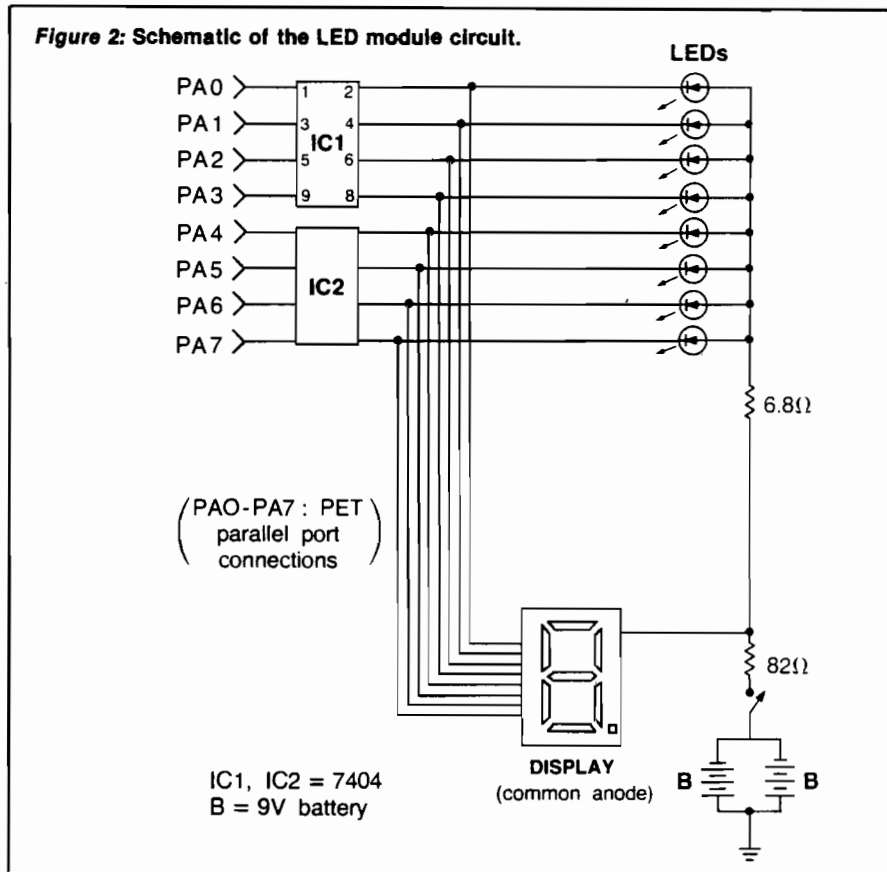 Figure 2: Schematic of the LED module circuit.
LEDs
PA0
PA1
PA2
PA3
PA4
PA5
PA6
PA7
1 2
3 4
IC1
5 6
9 8
IC2
6.8Ω
(PA0-PA7 : PET
parallel port
connections)
82Ω
DISPLAY
(common anode)
B B
IC1, IC2 = 7404
B = 9V battery